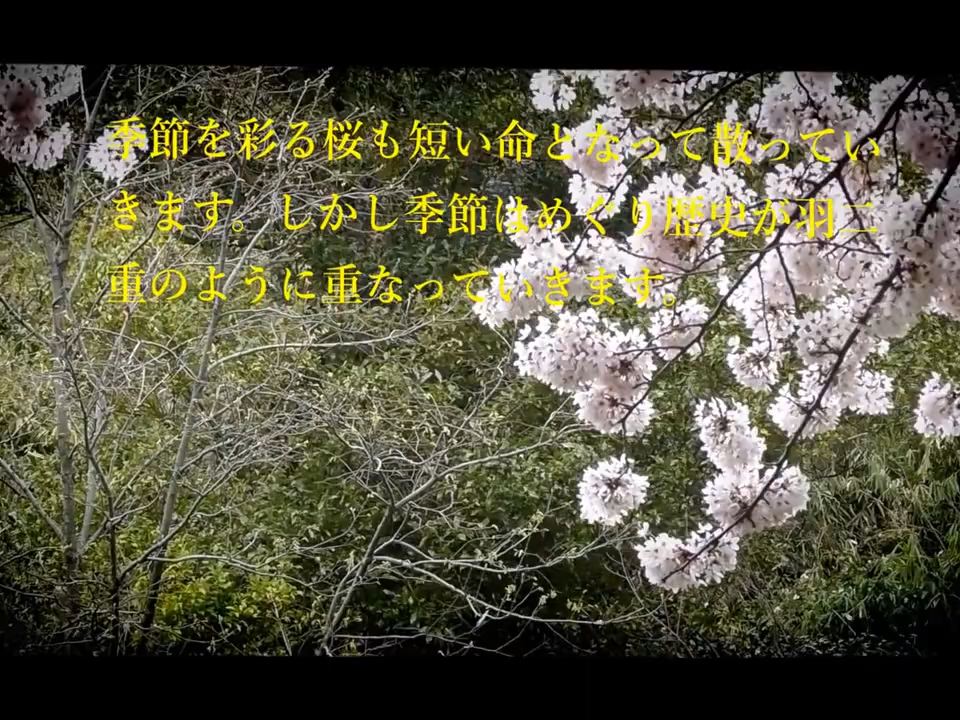 季節を彩る桜も短い命となって散ってい
きます。しかし季節はめぐり歴史が羽二
重のように重なっていきます。